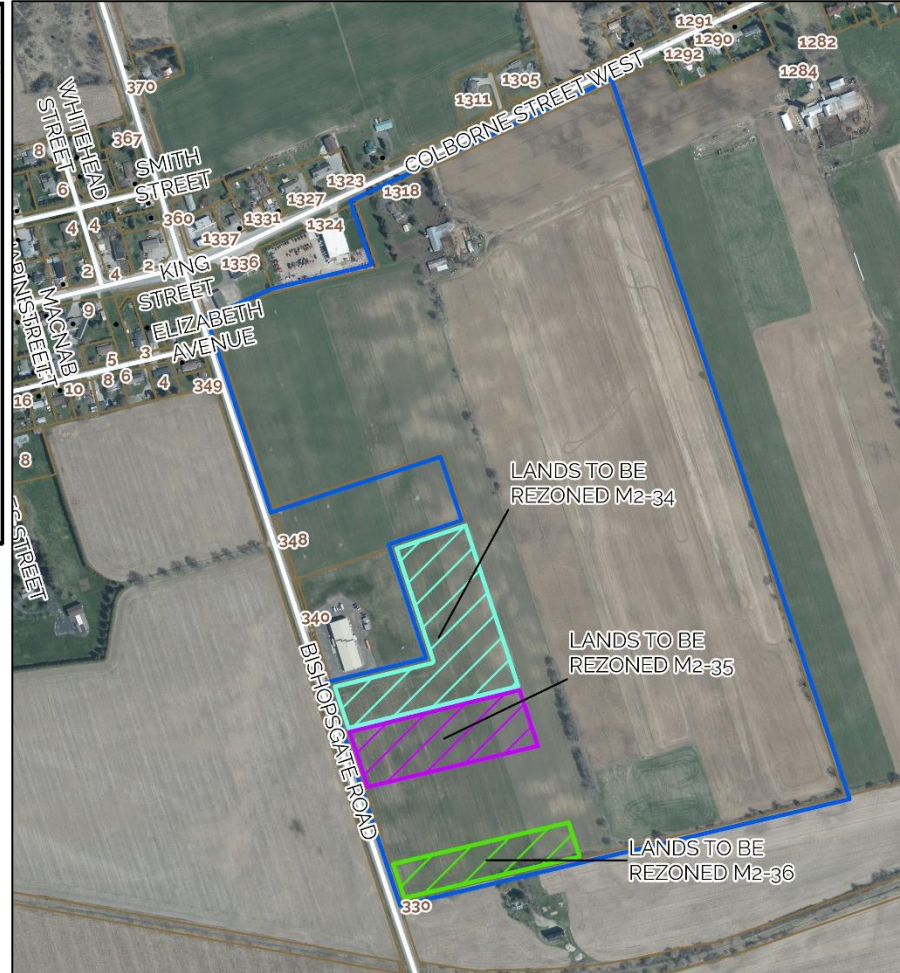 1291
1290
1292
1282
1284
370
1305
1311
COLBORNE STREET WEST
WHITEHEAD
STREET
8
367
SMITH
STREET
1323
1318
6
1327
4
4
360
1331
1324
1337
2
4
2
KING
STREET
1336
9
MACNAB
STREET
ELIZABETH
AVENUE
5
3
16
10
8
6
4
349
8
LANDS TO BE
REZONED M2-34
STREET
348
340
LANDS TO BE
REZONED M2-35
BISHOPSGATE ROAD
LANDS TO BE
REZONED M2-36
330